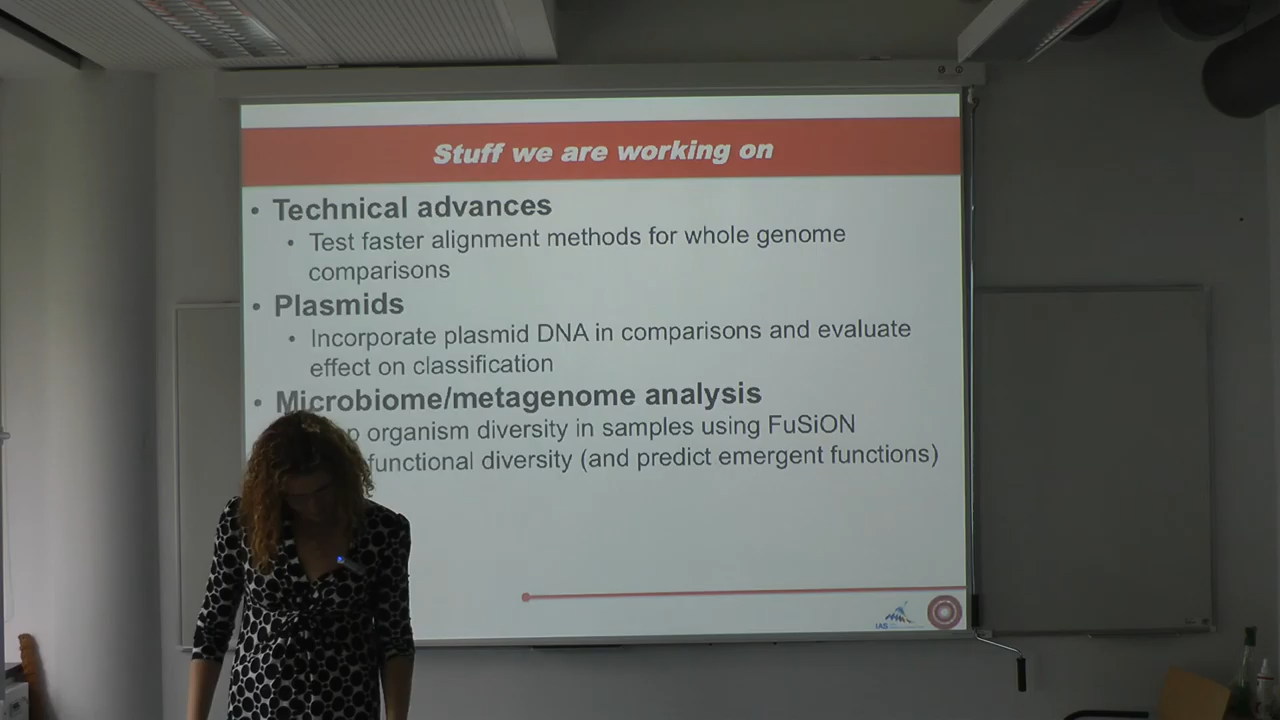 Stuff we are working on
• Technical advances
• Test faster alignment methods for whole genome
comparisons
• Plasmids
• Incorporate plasmid DNA in comparisons and evaluate
effect on classification
• Microbiome/metagenome analysis
organism diversity in samples using FuSiON
functional diversity (and predict emergent functions)
IAS